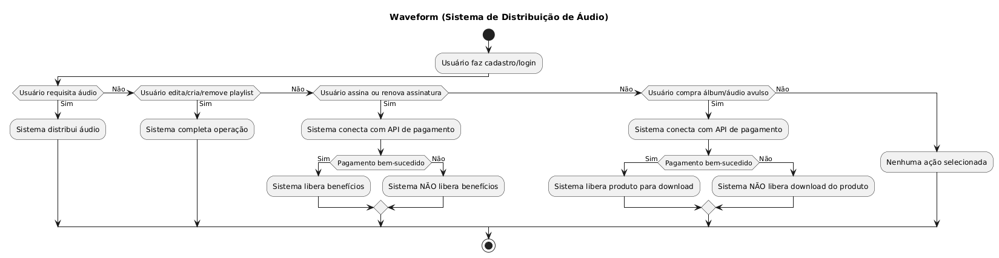 Waveform (Sistema de Distribuição de Áudio)
Usuário faz cadastro/login
Usuário requisita áudio
Não
Usuário edita/cria/remove playlist
Não
Usuário assina ou renova assinatura
Não
Usuário compra álbum/áudio avulso
Não
Sim
Sim
Sim
Sim
Sistema distribui áudio
Sistema completa operação
Sistema conecta com API de pagamento
Sistema conecta com API de pagamento
Sim
Pagamento bem-sucedido
Não
Sim
Pagamento bem-sucedido
Não
Nenhuma ação selecionada
Sistema libera benefícios
Sistema NÃO libera benefícios
Sistema libera produto para download
Sistema NÃO libera download do produto